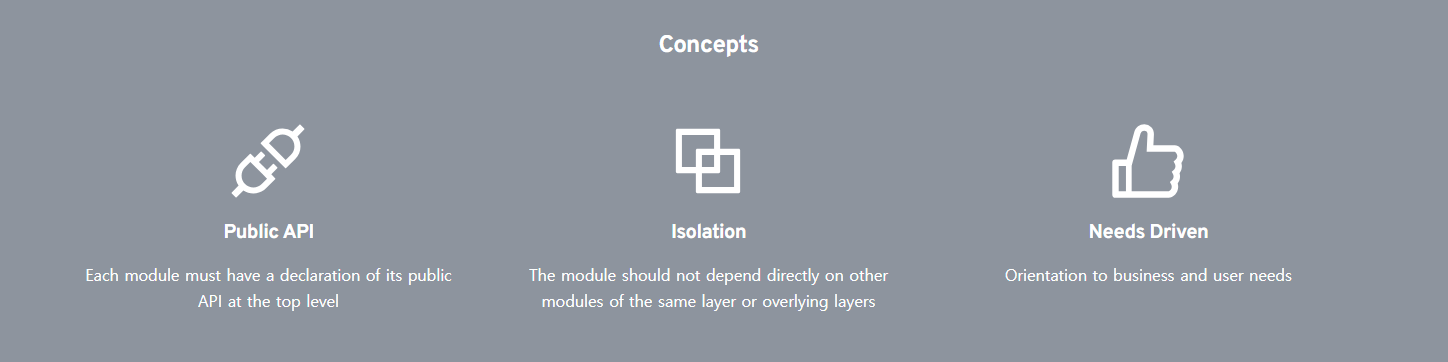 Concepts
Public API
Each module must have a declaration of its public
API at the top level
Isolation
The module should not depend directly on other
modules of the same layer or overlying layers
Needs Driven
Orientation to business and user needs